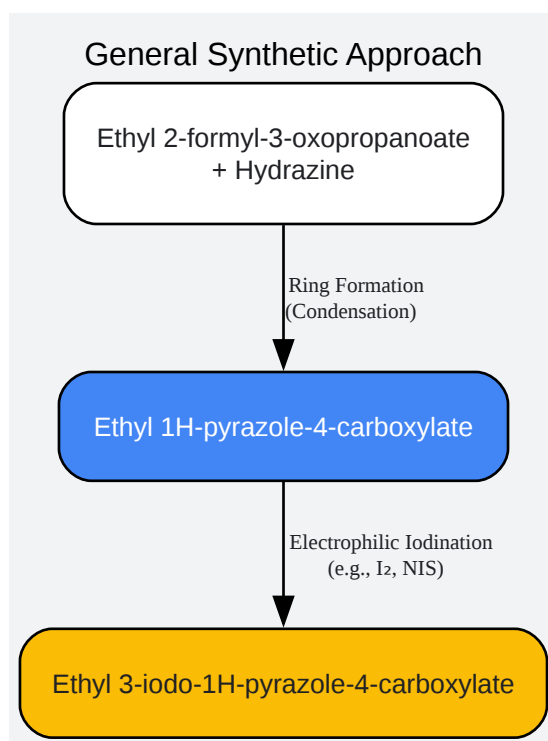 General Synthetic Approach
Ethyl 2-formyl-3-oxopropanoate
+ Hydrazine
Ring Formation
(Condensation)
Ethyl 1H-pyrazole-4-carboxylate
Electrophilic Iodination
(e.g., I₂, NIS)
Ethyl 3-iodo-1H-pyrazole-4-carboxylate